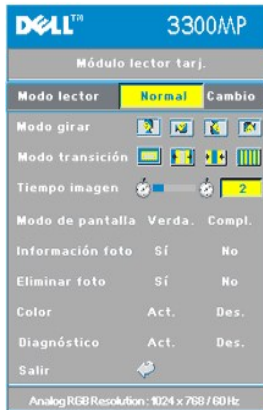 DELL™ 3300MP
Módulo lector tarj.
Modo lector Normal Cambio
Modo girar
Modo transición
Tiempo imagen 2
Modo de pantalla Verda. Compl.
Información foto Sí No
Eliminar foto Sí No
Color Act. Des.
Diagnóstico Act. Des.
Salir
Analog RGB Resolution : 1024 x 768 / 60 Hz